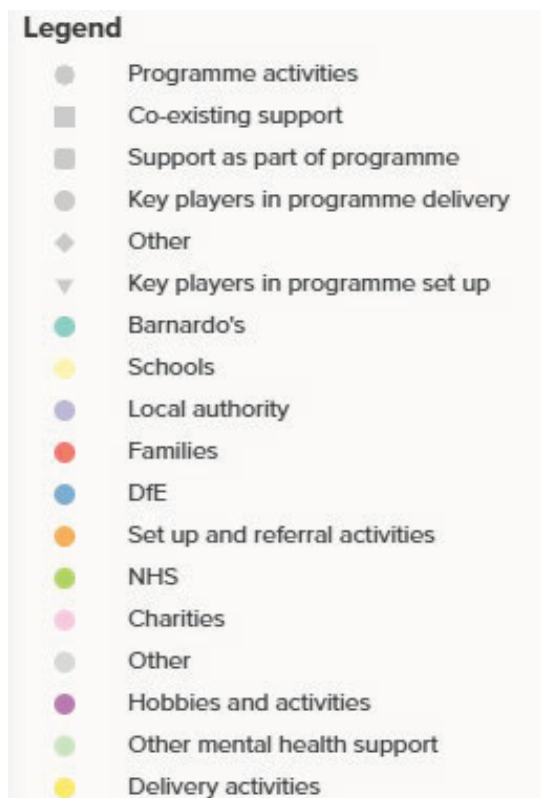 Legend
Programme activities
Co-existing support
Support as part of programme
Key players in programme delivery
Other
Key players in programme set up
Barnardo's
Schools
Local authority
Families
DfE
Set up and referral activities
NHS
Charities
Other
Hobbies and activities
Other mental health support
Delivery activities